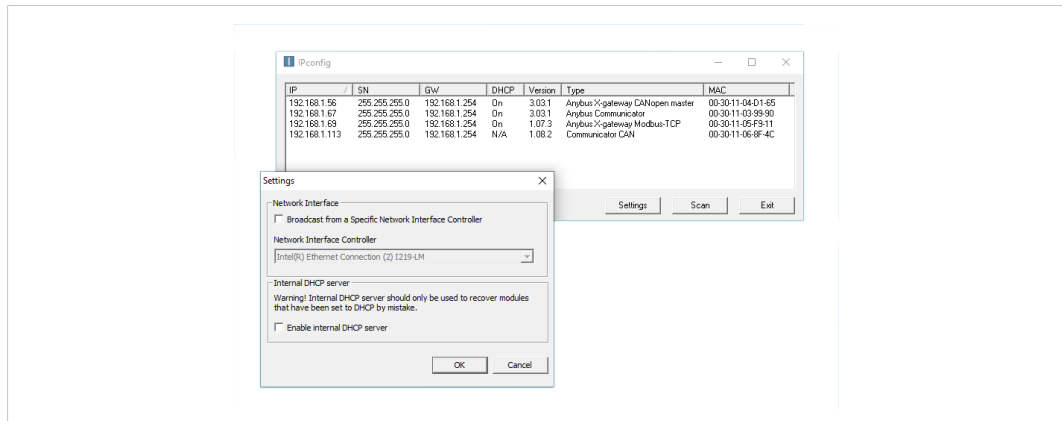 IPconfig
IP / SN GW DHCP Version Type MAC
192.168.1.56 255.255.255.0 192.168.1.254 On 3.03.1 Anybus X-gateway CANopen master 00-30-11-04-D1-65
192.168.1.67 255.255.255.0 192.168.1.254 On 3.03.1 Anybus Communicator 00-30-11-03-99-90
192.168.1.69 255.255.255.0 192.168.1.254 On 1.07.3 Anybus X-gateway Modbus-TCP 00-30-11-05-F9-11
192.168.1.113 255.255.255.0 192.168.1.254 N/A 1.08.2 Communicator CAN 00-30-11-06-8F-4C
Settings Scan Exit
Settings
Network Interface
Broadcast from a Specific Network Interface Controller
Network Interface Controller
Intel(R) Ethernet Connection (2) I219-LM
Internal DHCP server
Warning! Internal DHCP server should only be used to recover modules
that have been set to DHCP by mistake.
Enable internal DHCP server
OK Cancel